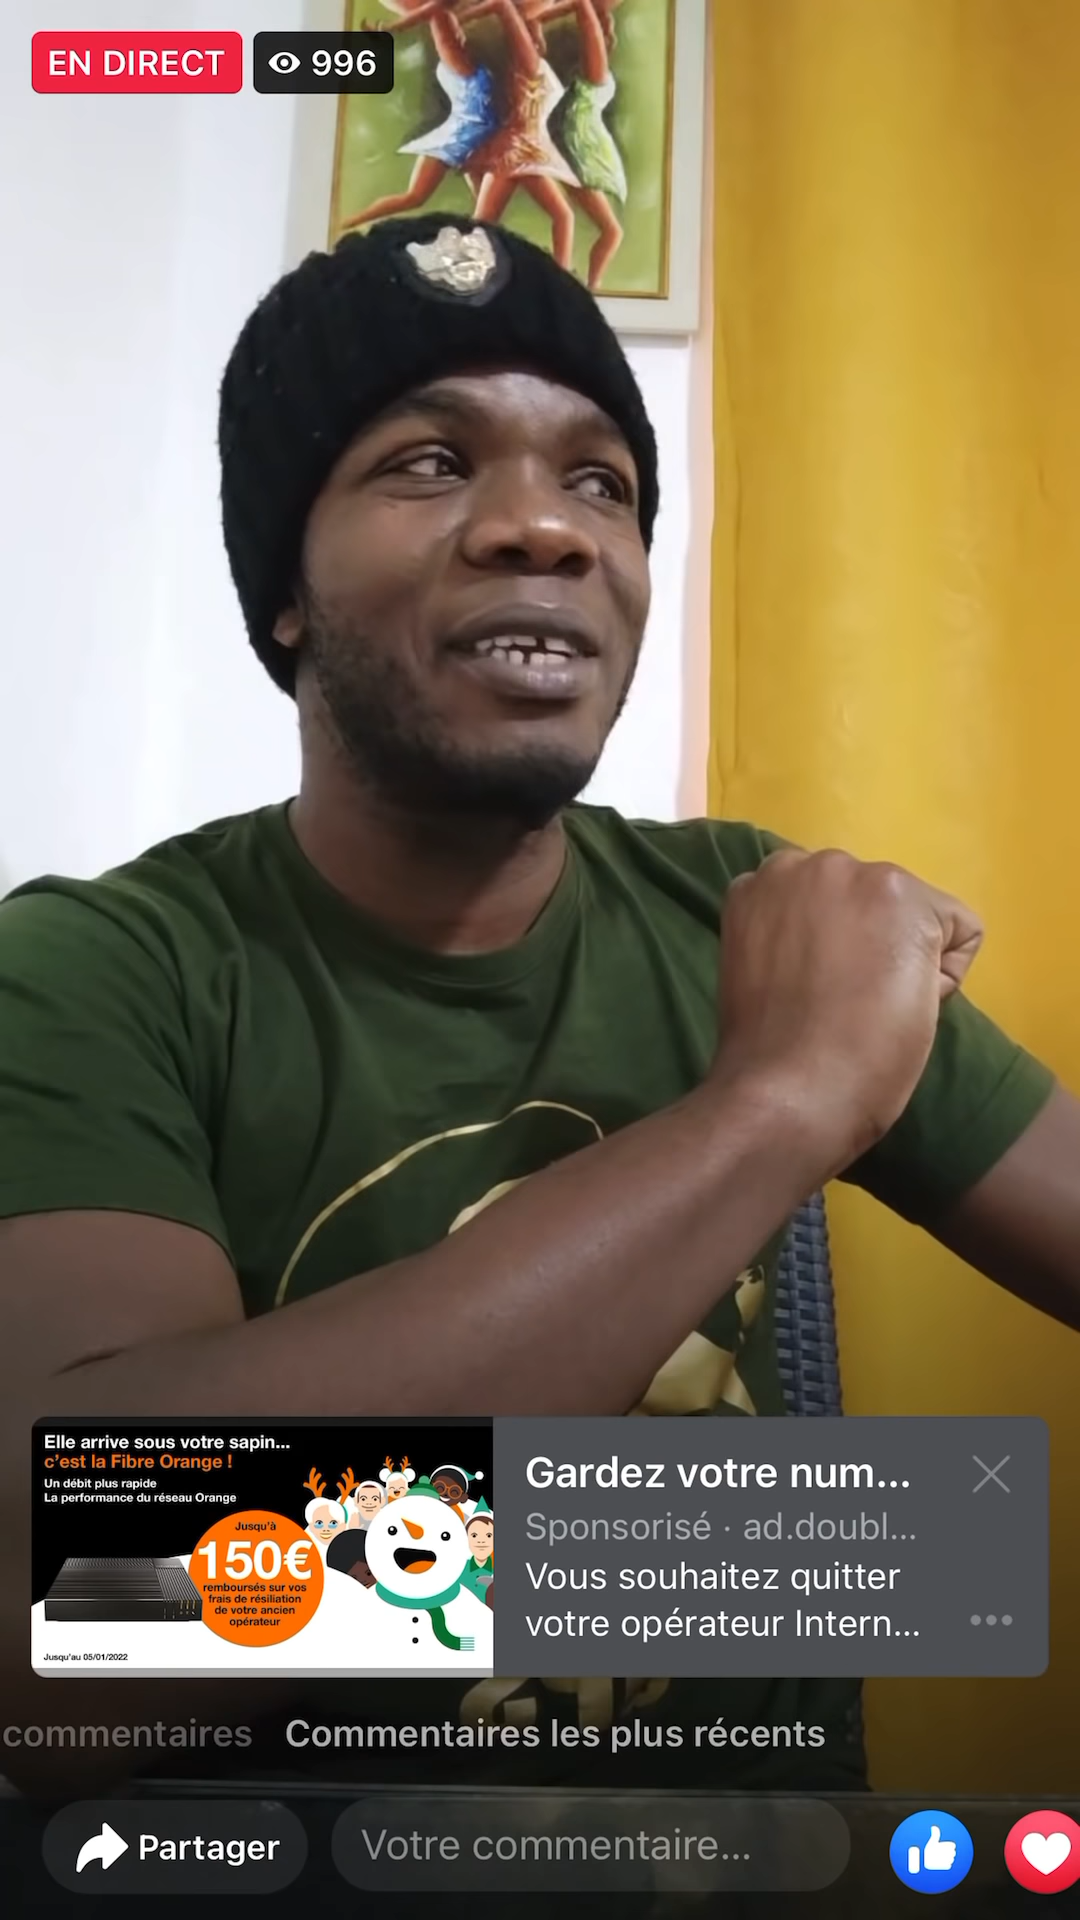 EN DIRECT
996
Elle arrive sous votre sapin...
c'est la Fibre Orange !
Un débit plus rapide
La performance du réseau Orange
Jusqu'à
150€
remboursés sur vos
frais de résiliation
de votre ancien
opérateur
Jusqu'au 05/01/2022
Gardez votre num...
Sponsorisé · ad.doubl...
Vous souhaitez quitter
votre opérateur Intern...
commentaires
Commentaires les plus récents
Partager
Votre commentaire...